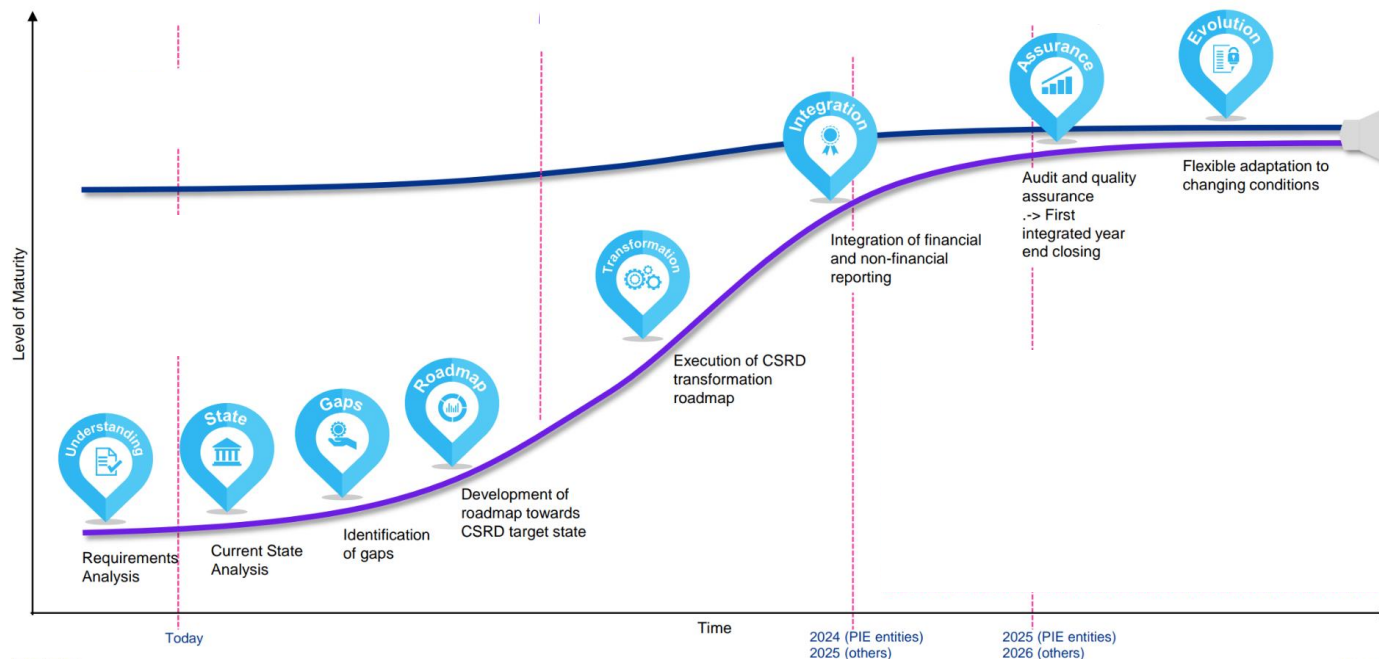 Level of Maturity
Understanding
Requirements
Analysis
State
Current State
Analysis
Gaps
Identification
of gaps
Roadmap
Development of
roadmap towards
CSRD target state
Transformation
Execution of CSRD
transformation
roadmap
Integration
Integration of financial
and non-financial
reporting
Assurance
Audit and quality
assurance
.-> First
integrated year
end closing
Evolution
Flexible adaptation to
changing conditions
Today
Time
2024 (PIE entities)
2025 (others)
2025 (PIE entities)
2026 (others)